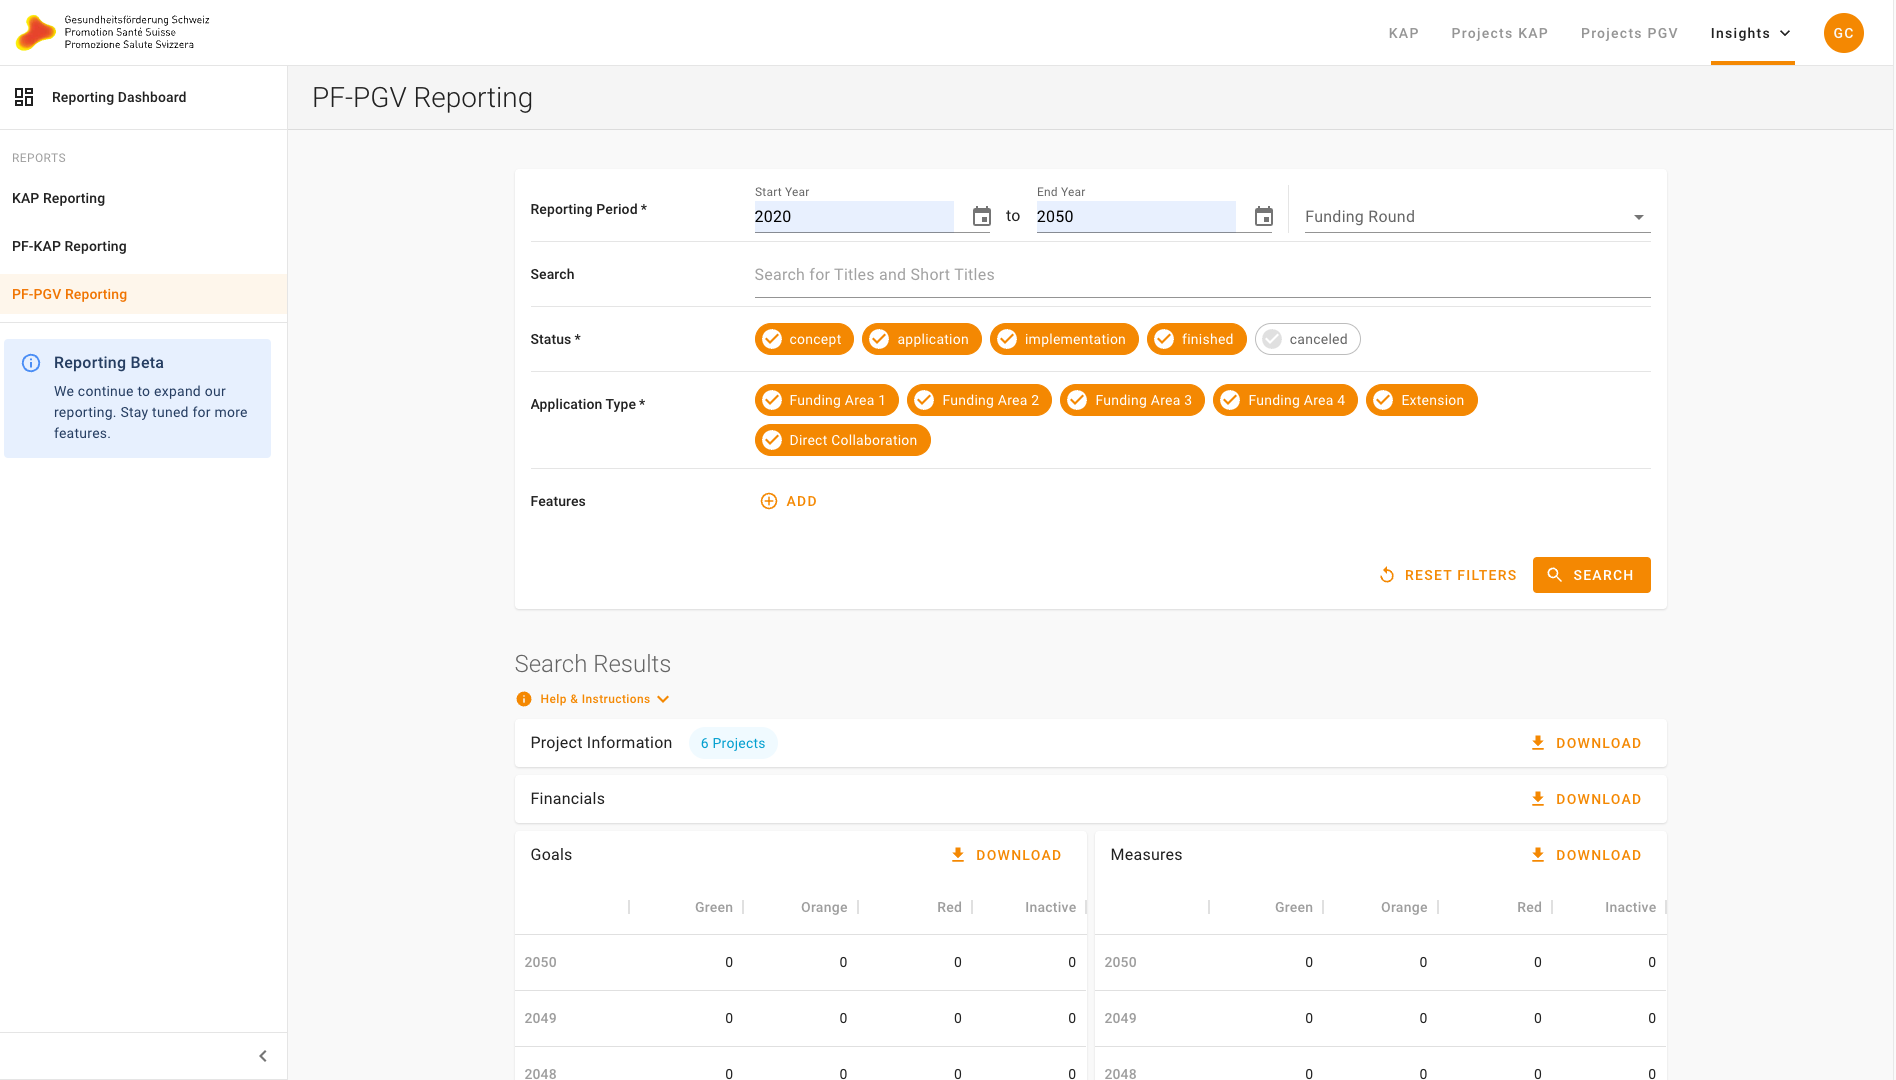 Gesundheitsförderung Schweiz
Promotion Santé Suisse
Promozione Salute Svizzera
KAP
Projects KAP
Projects PGV
Insights
GC
Reporting Dashboard
REPORTS
KAP Reporting
PF-KAP Reporting
PF-PGV Reporting
Reporting Beta
We continue to expand our
reporting. Stay tuned for more
features.
PF-PGV Reporting
Reporting Period *
Start Year
2020
to
End Year
2050
Funding Round
Search
Search for Titles and Short Titles
Status *
concept
application
implementation
finished
canceled
Application Type *
Funding Area 1
Funding Area 2
Funding Area 3
Funding Area 4
Extension
Direct Collaboration
Features
ADD
RESET FILTERS
SEARCH
Search Results
Help & Instructions
Project Information
6 Projects
DOWNLOAD
Financials
DOWNLOAD
Goals
DOWNLOAD
Green Orange Red Inactive
2050 0 0 0 0
2049 0 0 0 0
2048 0 0 0 0
Measures
DOWNLOAD
Green Orange Red Inactive
2050 0 0 0 0
2049 0 0 0 0
2048 0 0 0 0